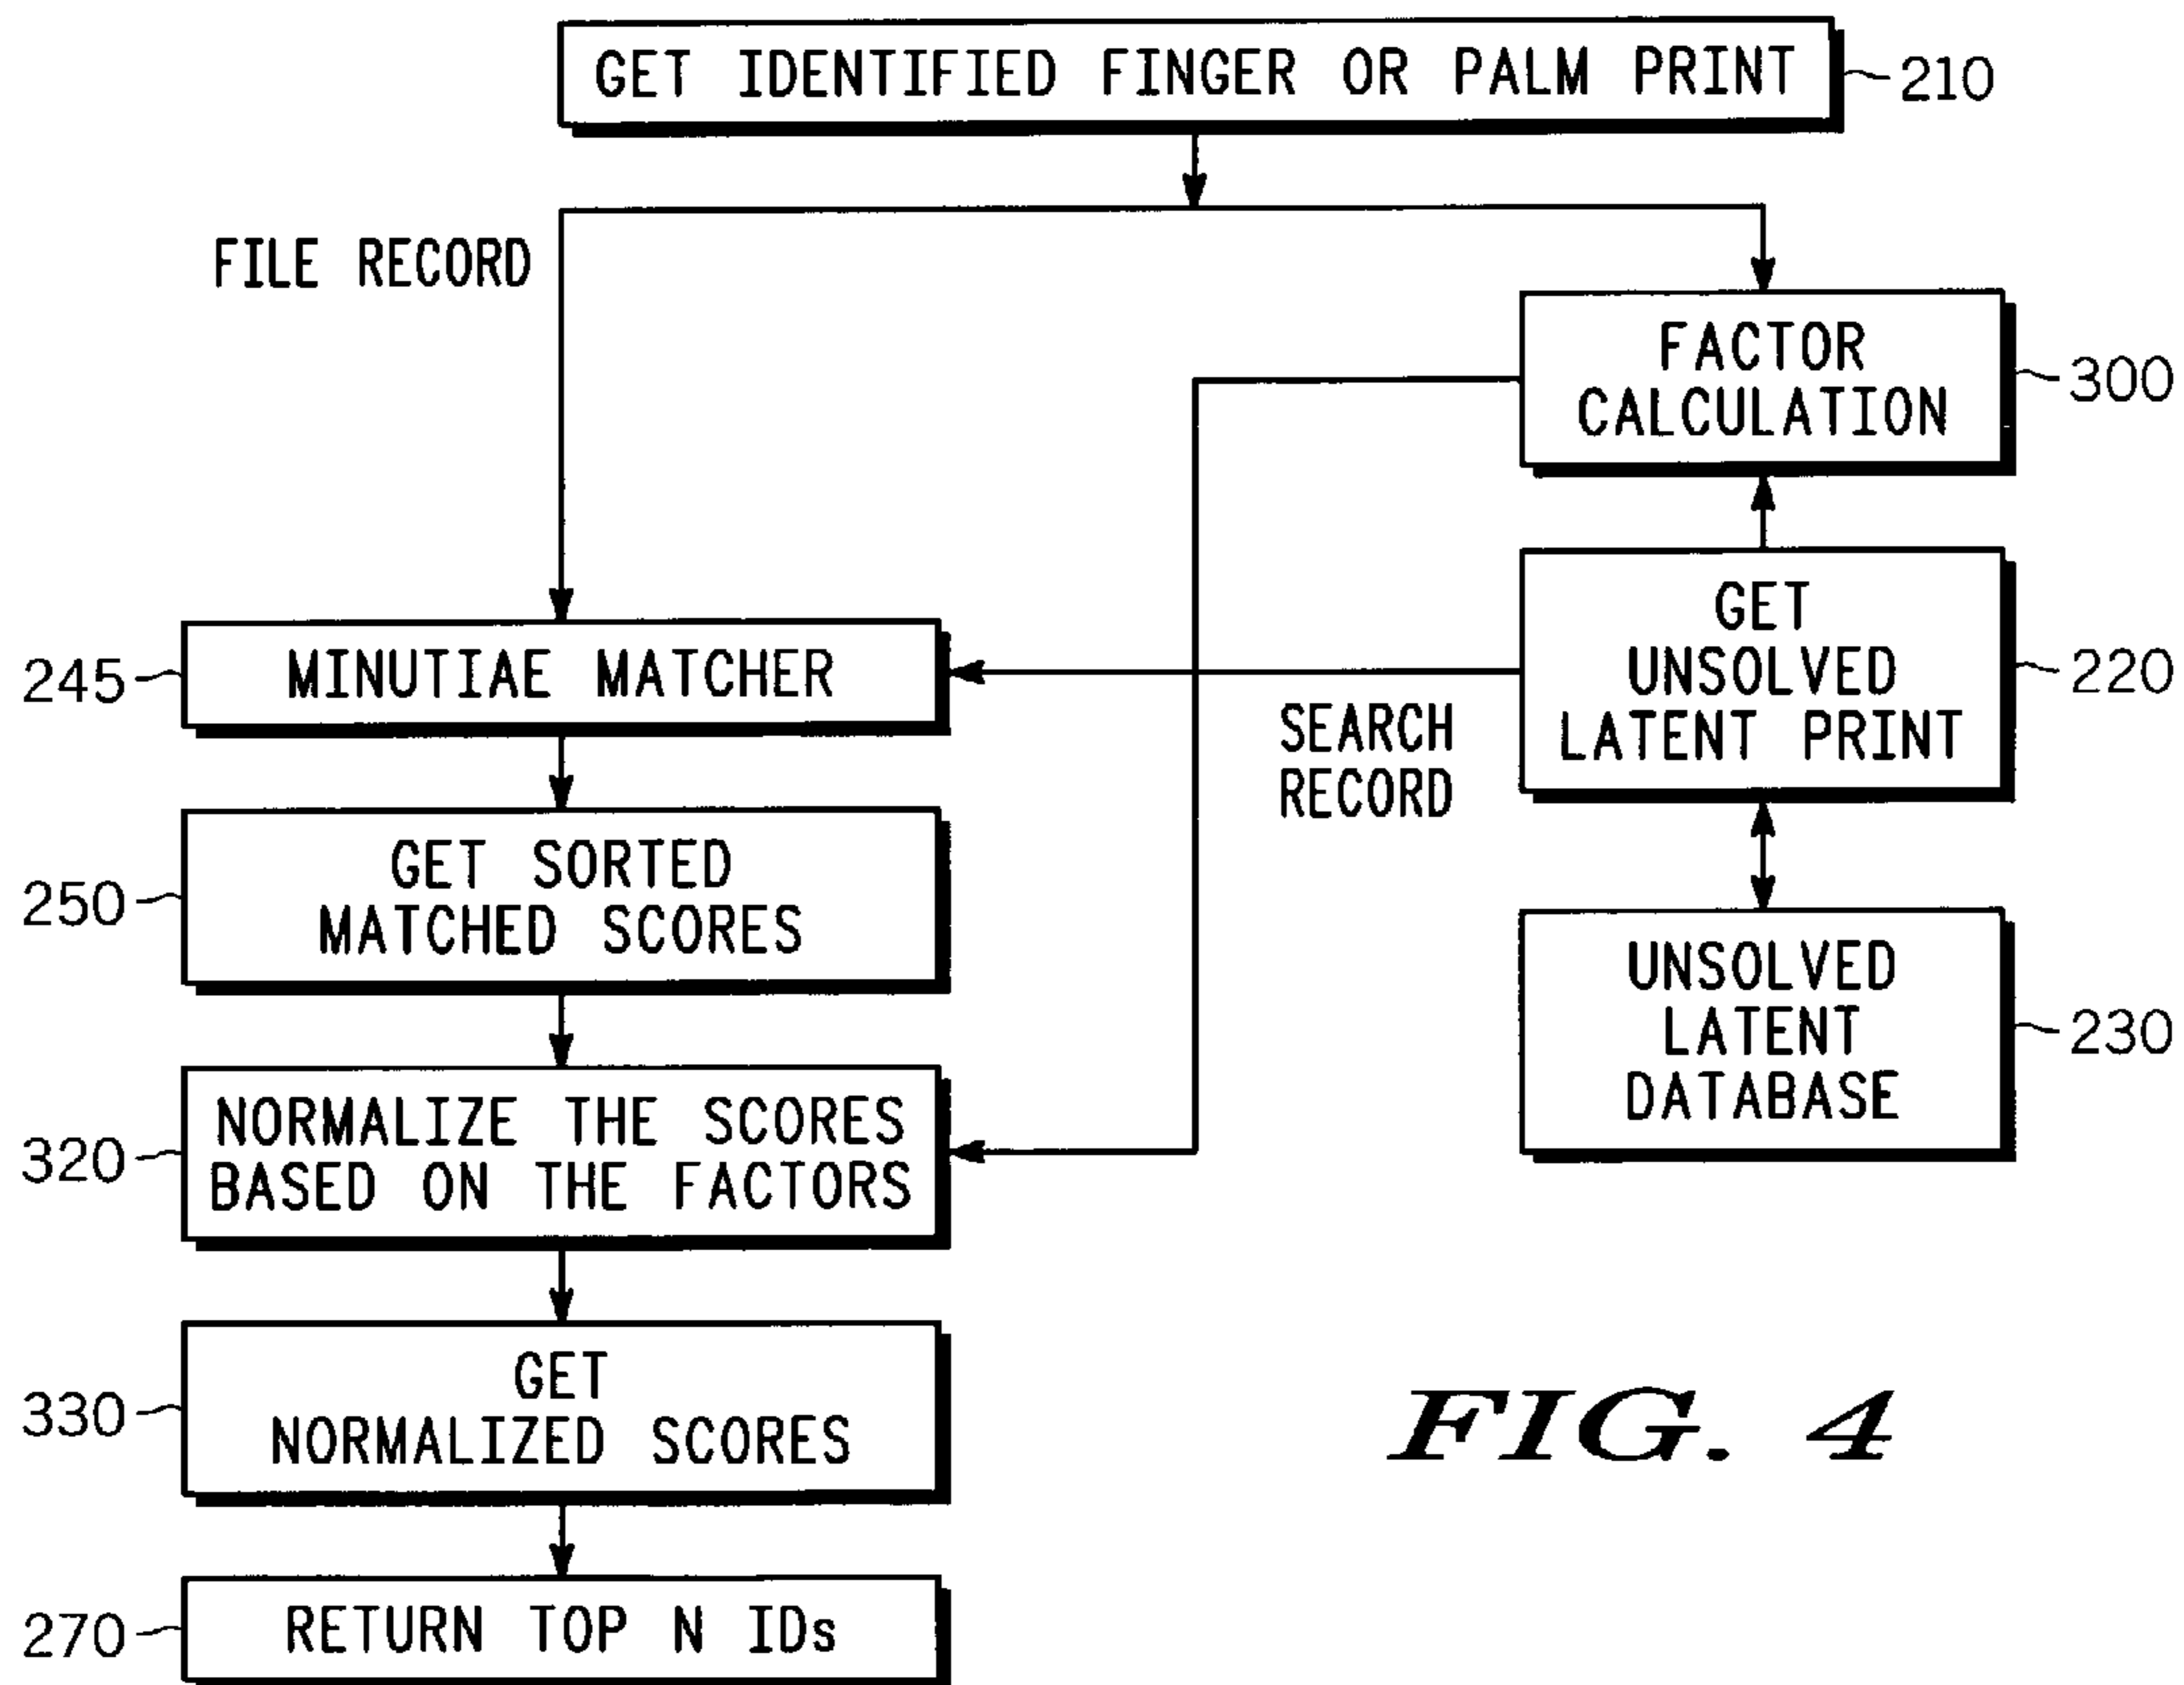 GET IDENTIFIED FINGER OR PALM PRINT
210
FILE RECORD
FACTOR
CALCULATION
300
GET
UNSOLVED
LATENT PRINT
220
245
MINUTIAE MATCHER
SEARCH
RECORD
250
GET SORTED
MATCHED SCORES
UNSOLVED
LATENT
DATABASE
230
320
NORMALIZE THE SCORES
BASED ON THE FACTORS
330
GET
NORMALIZED SCORES
FIG. 4
270
RETURN TOP N IDs